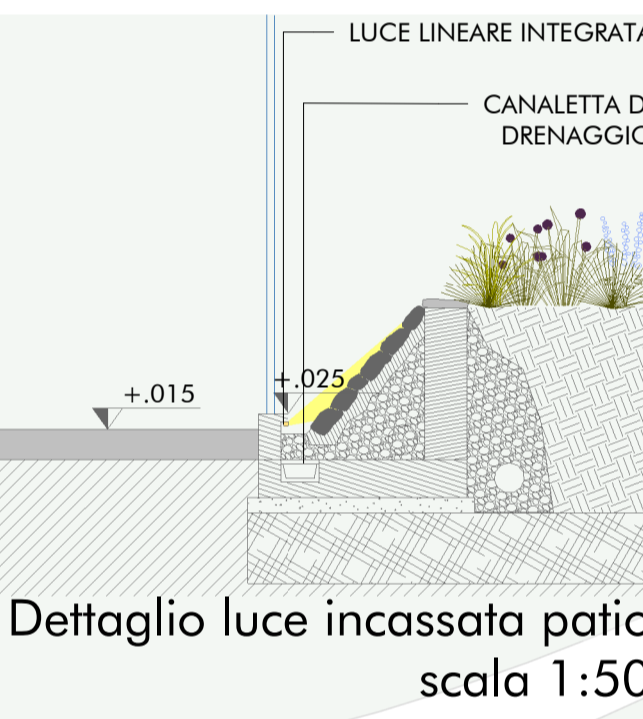 LUCE LINEARE INTEGRATA
CANALETTA D
DRENAGGIO
+.025
+.015
Dettaglio luce incassata patio
scala 1:50